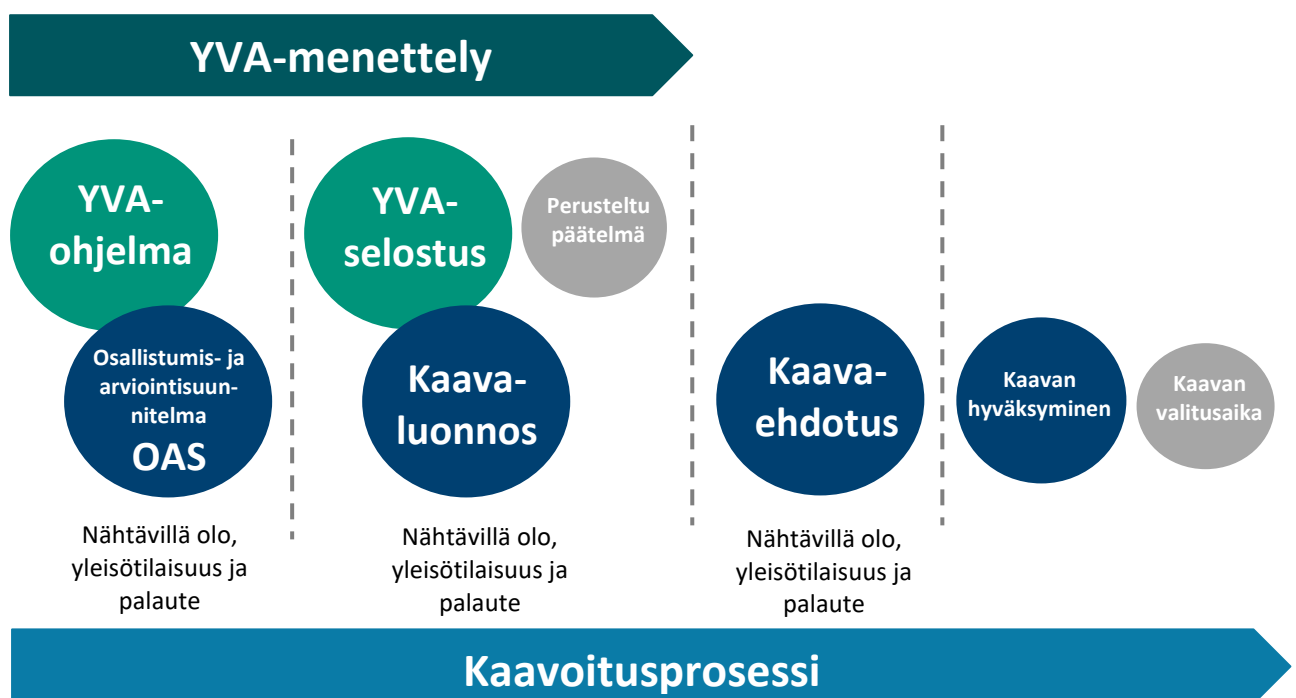 YVA-menettely
YVA-
ohjelma
Osallistumis- ja
arviointisuun-
nitelma
OAS
Nähtävillä olo,
yleisötilaisuus ja
palaute
YVA-
selostus
Perusteltu
päätelmä
Kaava-
luonnos
Nähtävillä olo,
yleisötilaisuus ja
palaute
Kaava-
ehdotus
Nähtävillä olo,
yleisötilaisuus ja
palaute
Kaavan
hyväksyminen
Kaavan
valitusaika
Kaavoitusprosessi